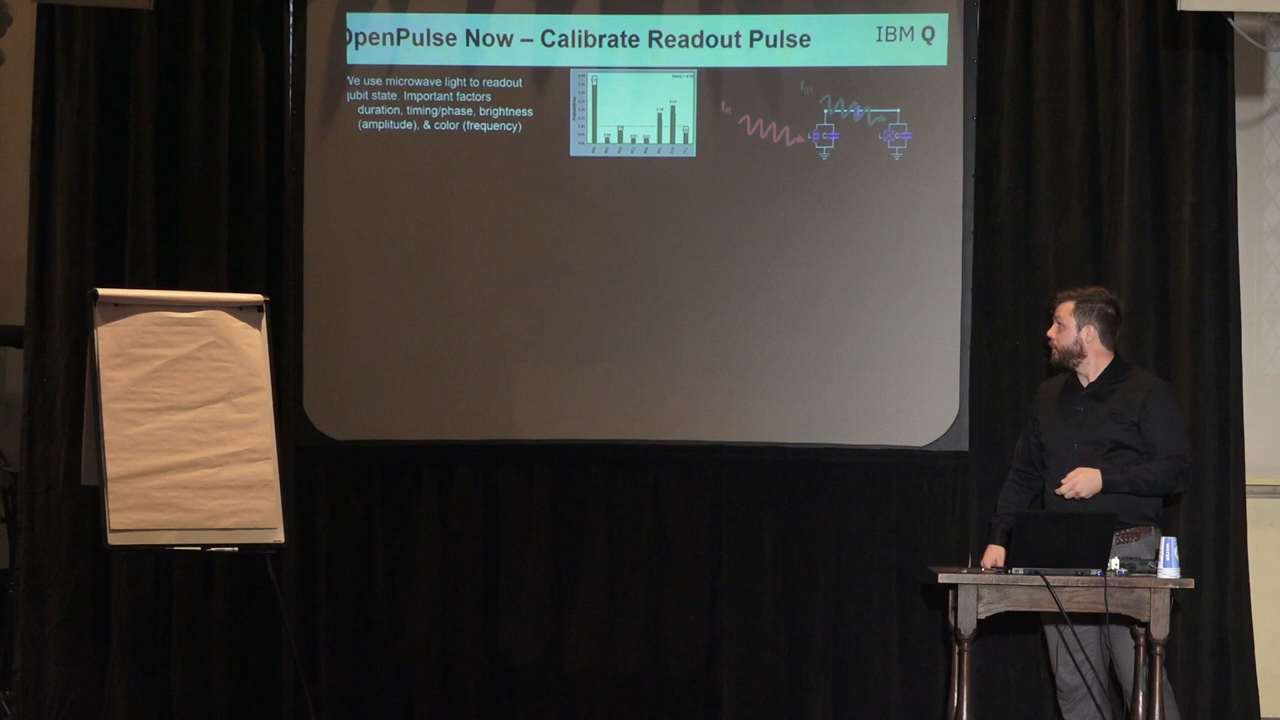 OpenPulse Now – Calibrate Readout Pulse
IBM Q
We use microwave light to readout
qubit state. Important factors
duration, timing/phase, brightness
(amplitude), & color (frequency)